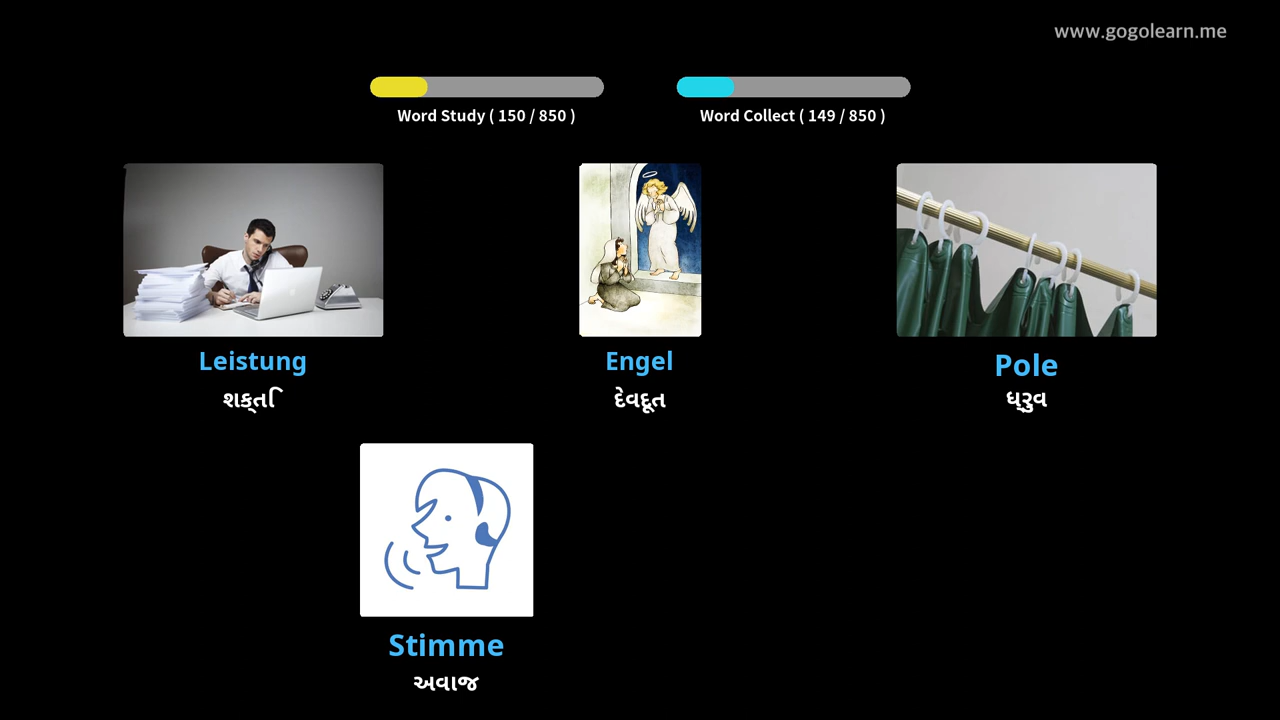 www.gogolearn.me
Word Study ( 150 / 850 )
Word Collect ( 149 / 850 )
Leistung
Engel
Pole
શક્તિ
દેવદૂત
ધ્રુવ
Stimme
અવાજ